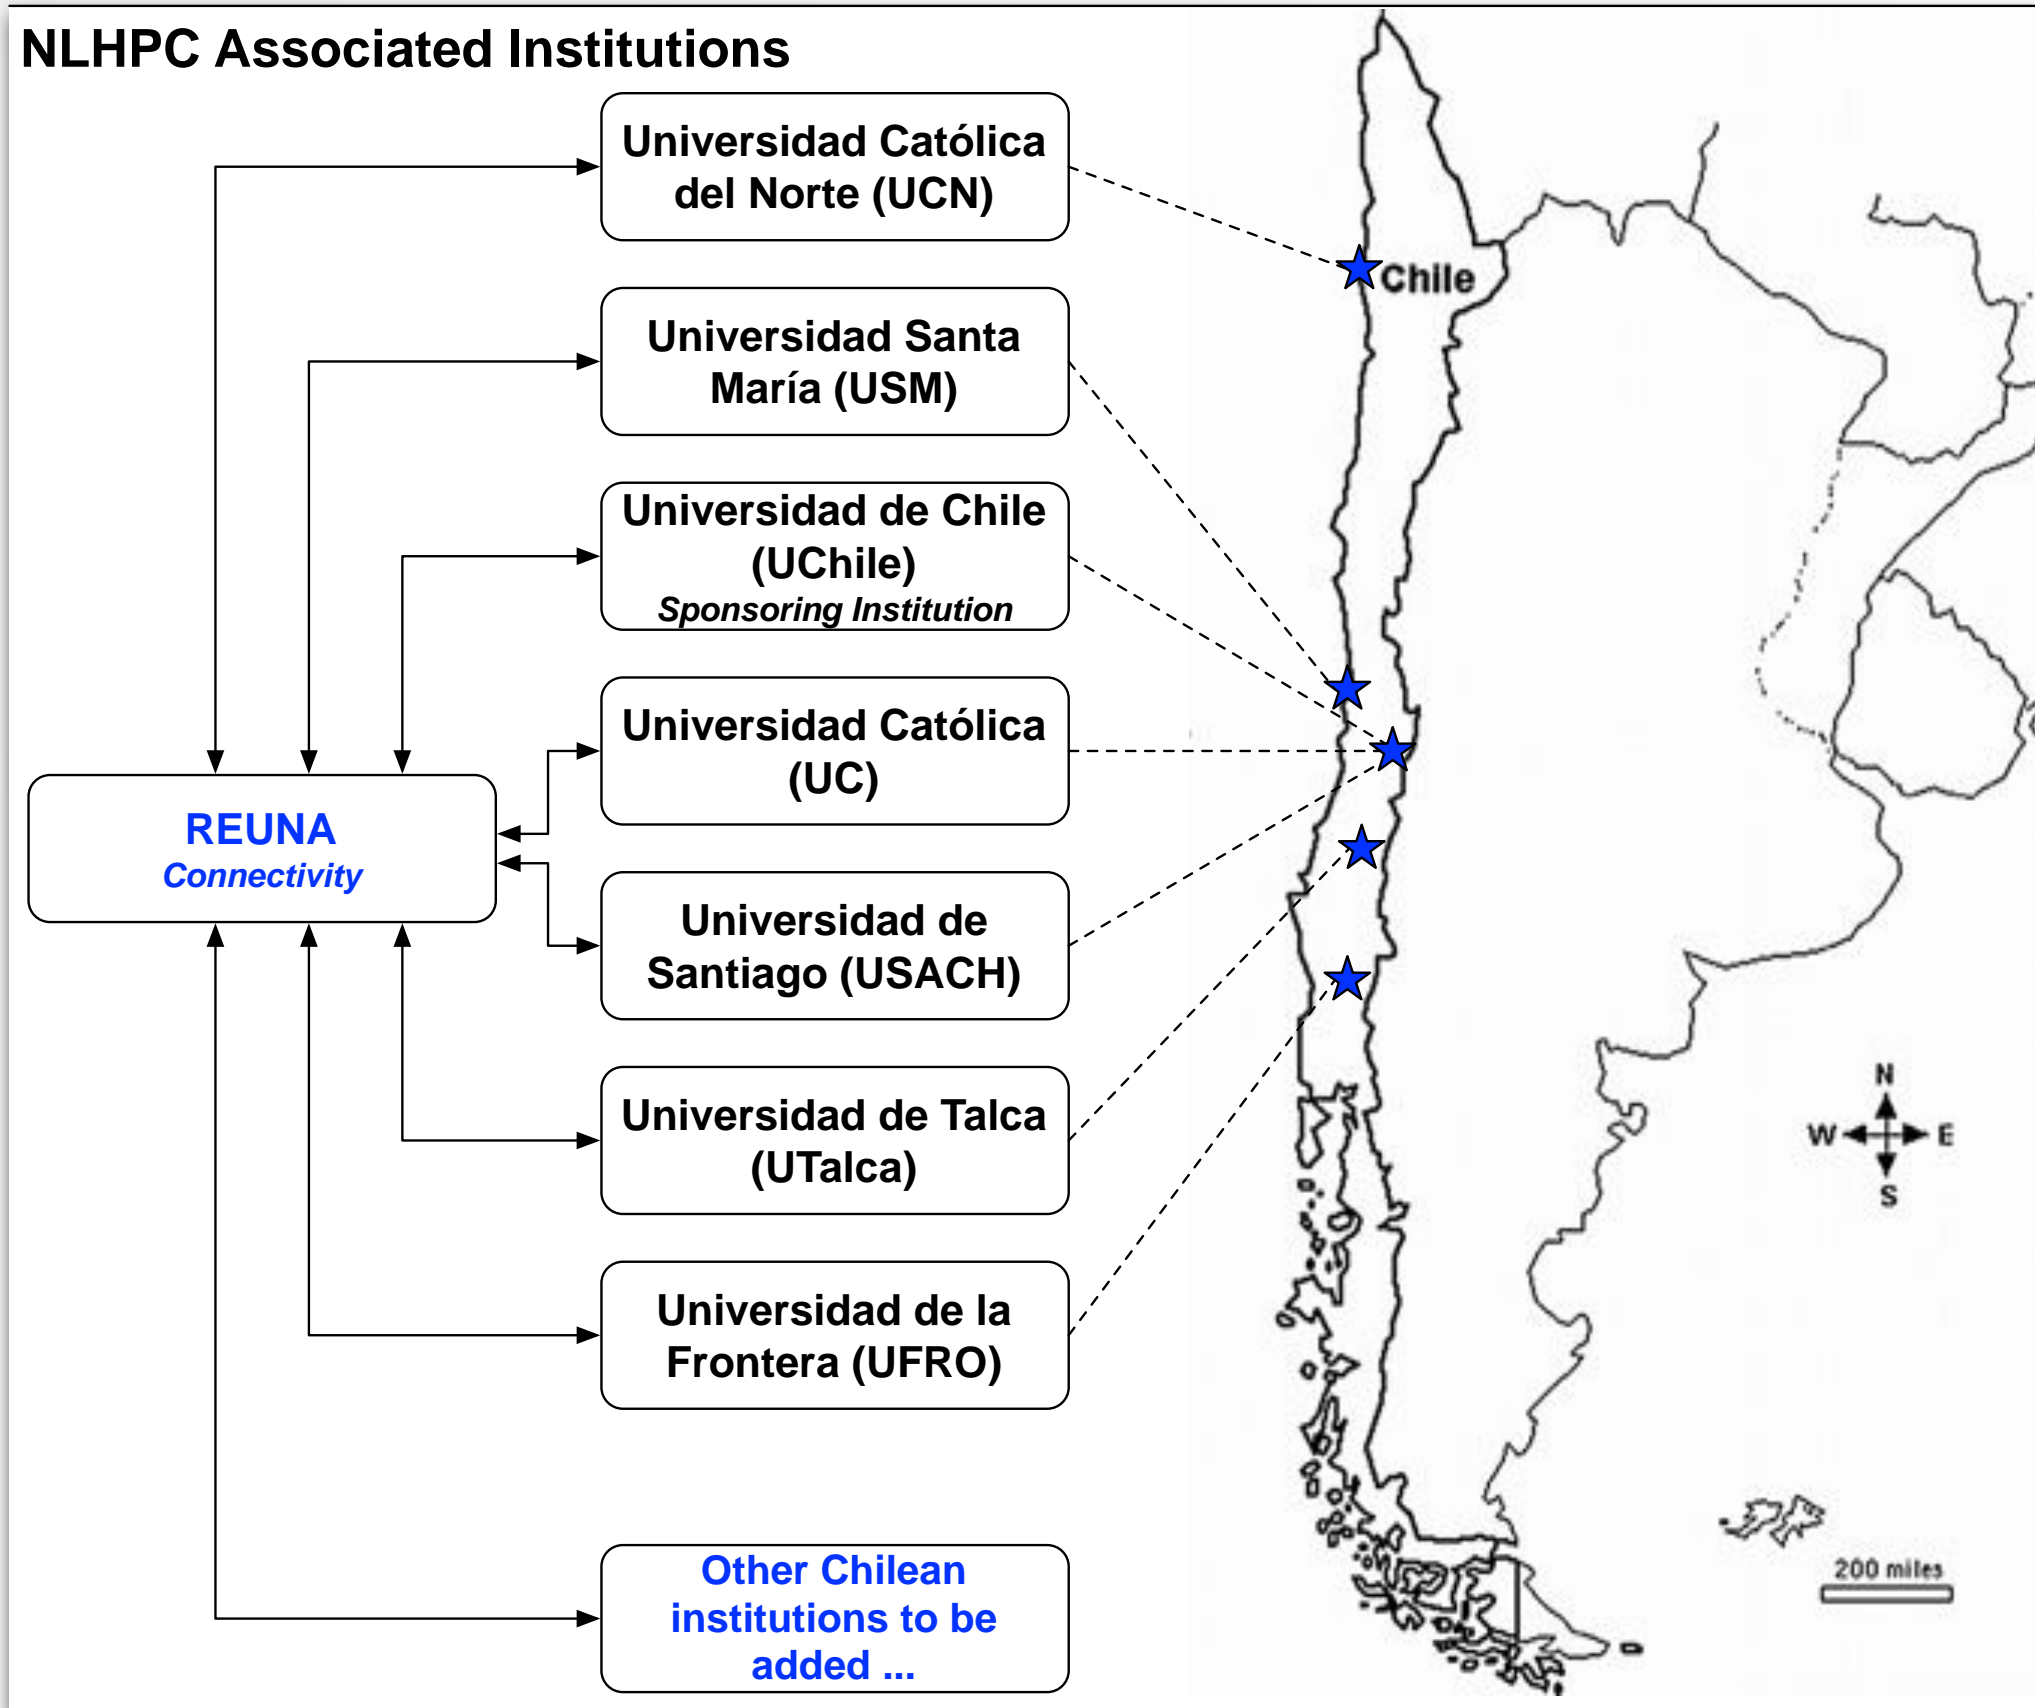 NLHPC Associated Institutions
Universidad Católica
del Norte (UCN)
Universidad Santa
María (USM)
Universidad de Chile
(UChile)
Sponsoring Institution
Universidad Católica
(UC)
REUNA
Connectivity
Universidad de
Santiago (USACH)
Universidad de Talca
(UTalca)
Universidad de la
Frontera (UFRO)
Other Chilean
institutions to be
added ...
Chile
N
W E
S
200 miles